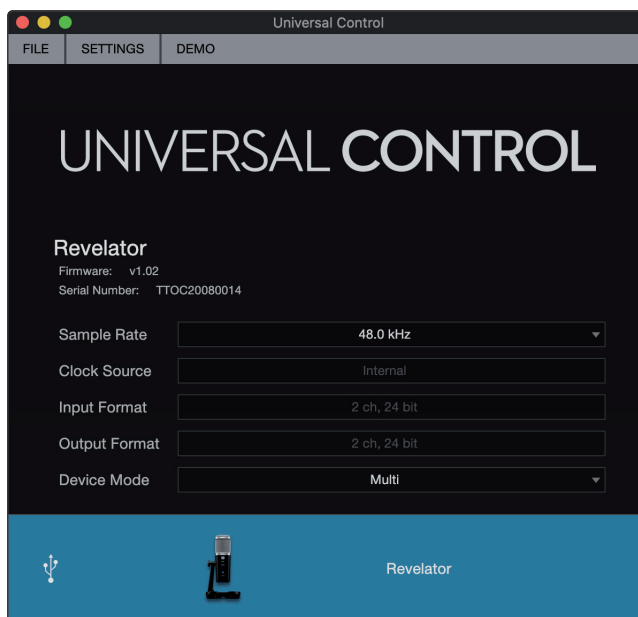 Universal Control
FILE SETTINGS DEMO
UNIVERSAL CONTROL
Revelator
Firmware: v1.02
Serial Number: TTOC20080014
Sample Rate 48.0 kHz
Clock Source Internal
Input Format 2 ch, 24 bit
Output Format 2 ch, 24 bit
Device Mode Multi
Revelator